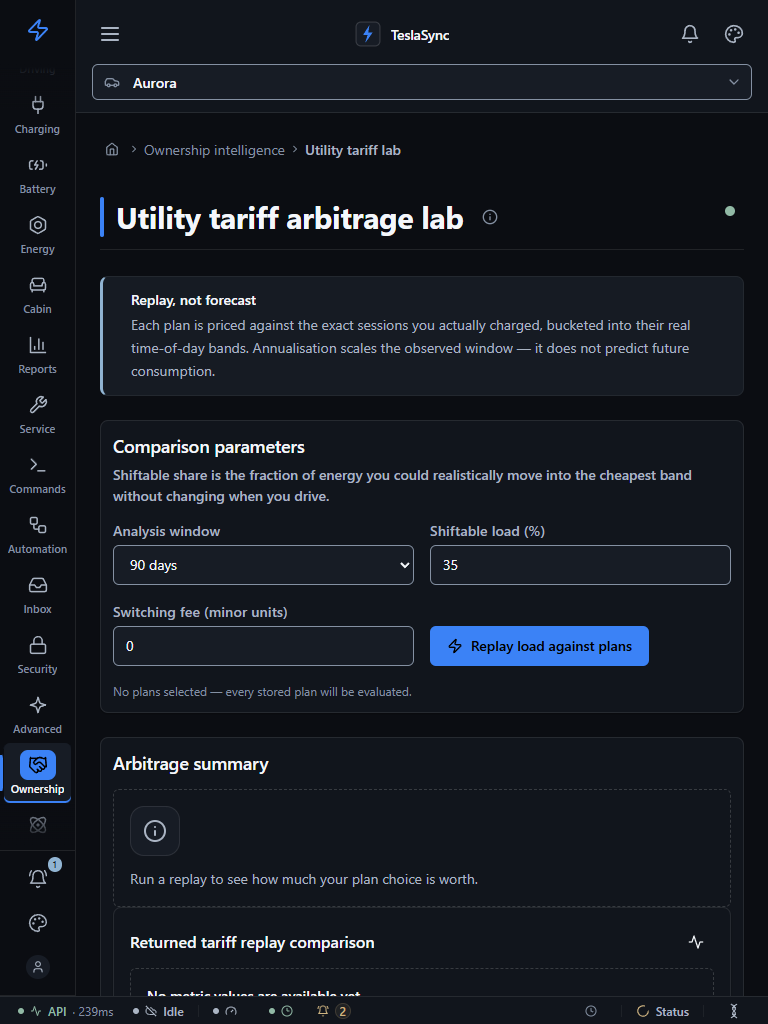 TeslaSync
Aurora
Charging
Battery
Energy
Cabin
Reports
Service
Commands
Automation
Inbox
Security
Advanced
Ownership
1
Ownership intelligence > Utility tariff lab
Utility tariff arbitrage lab
Replay, not forecast
Each plan is priced against the exact sessions you actually charged, bucketed into their real
time-of-day bands. Annualisation scales the observed window — it does not predict future
consumption.
Comparison parameters
Shiftable share is the fraction of energy you could realistically move into the cheapest band
without changing when you drive.
Analysis window
Shiftable load (%)
90 days
35
Switching fee (minor units)
0
Replay load against plans
No plans selected — every stored plan will be evaluated.
Arbitrage summary
Run a replay to see how much your plan choice is worth.
Returned tariff replay comparison
No metric values are available yet
API · 239ms
Idle
2
Status